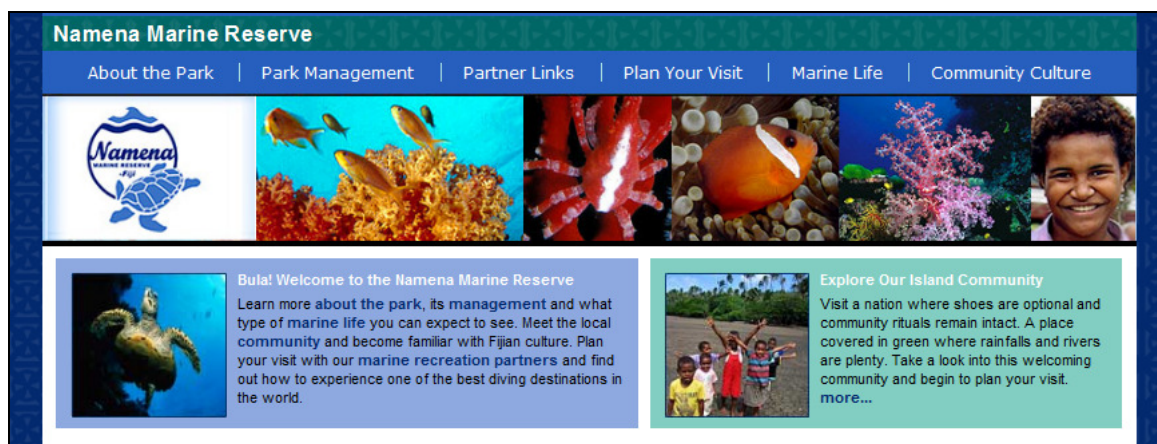 Namena Marine Reserve
About the Park | Park Management | Partner Links | Plan Your Visit | Marine Life | Community Culture
Namena
MARINE RESERVE
-Fiji
Bula! Welcome to the Namena Marine Reserve
Learn more about the park, its management and what
type of marine life you can expect to see. Meet the local
community and become familiar with Fijian culture. Plan
your visit with our marine recreation partners and find
out how to experience one of the best diving destinations in
the world.
Explore Our Island Community
Visit a nation where shoes are optional and
community rituals remain intact. A place
covered in green where rainfalls and rivers
are plenty. Take a look into this welcoming
community and begin to plan your visit.
more...